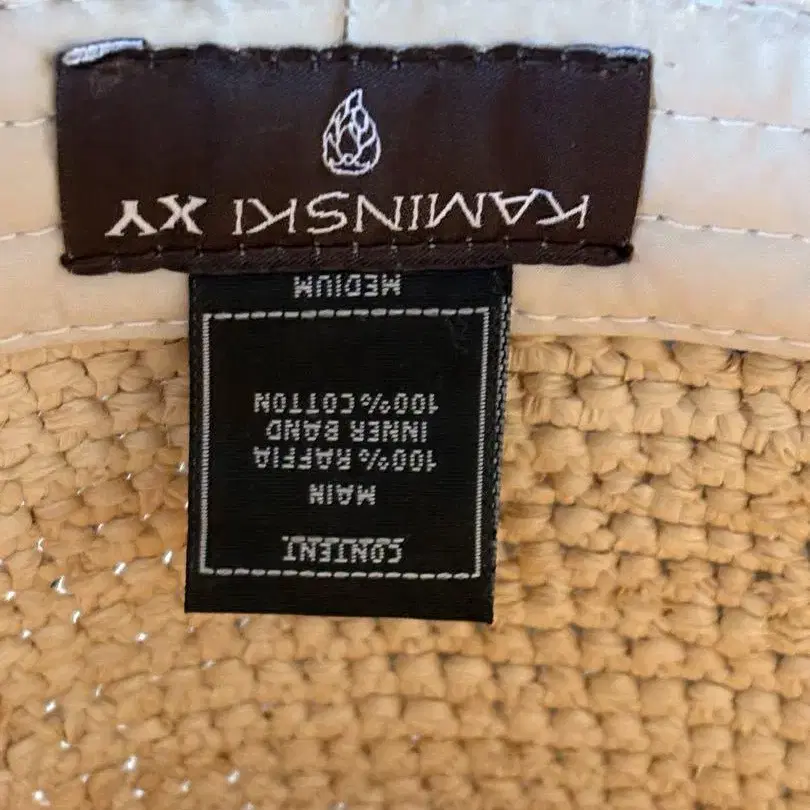 KAMINSKI XY
CONTENT
MAIN
100% RAFFIA
INNER BAND
100% COTTON
MEDIUM